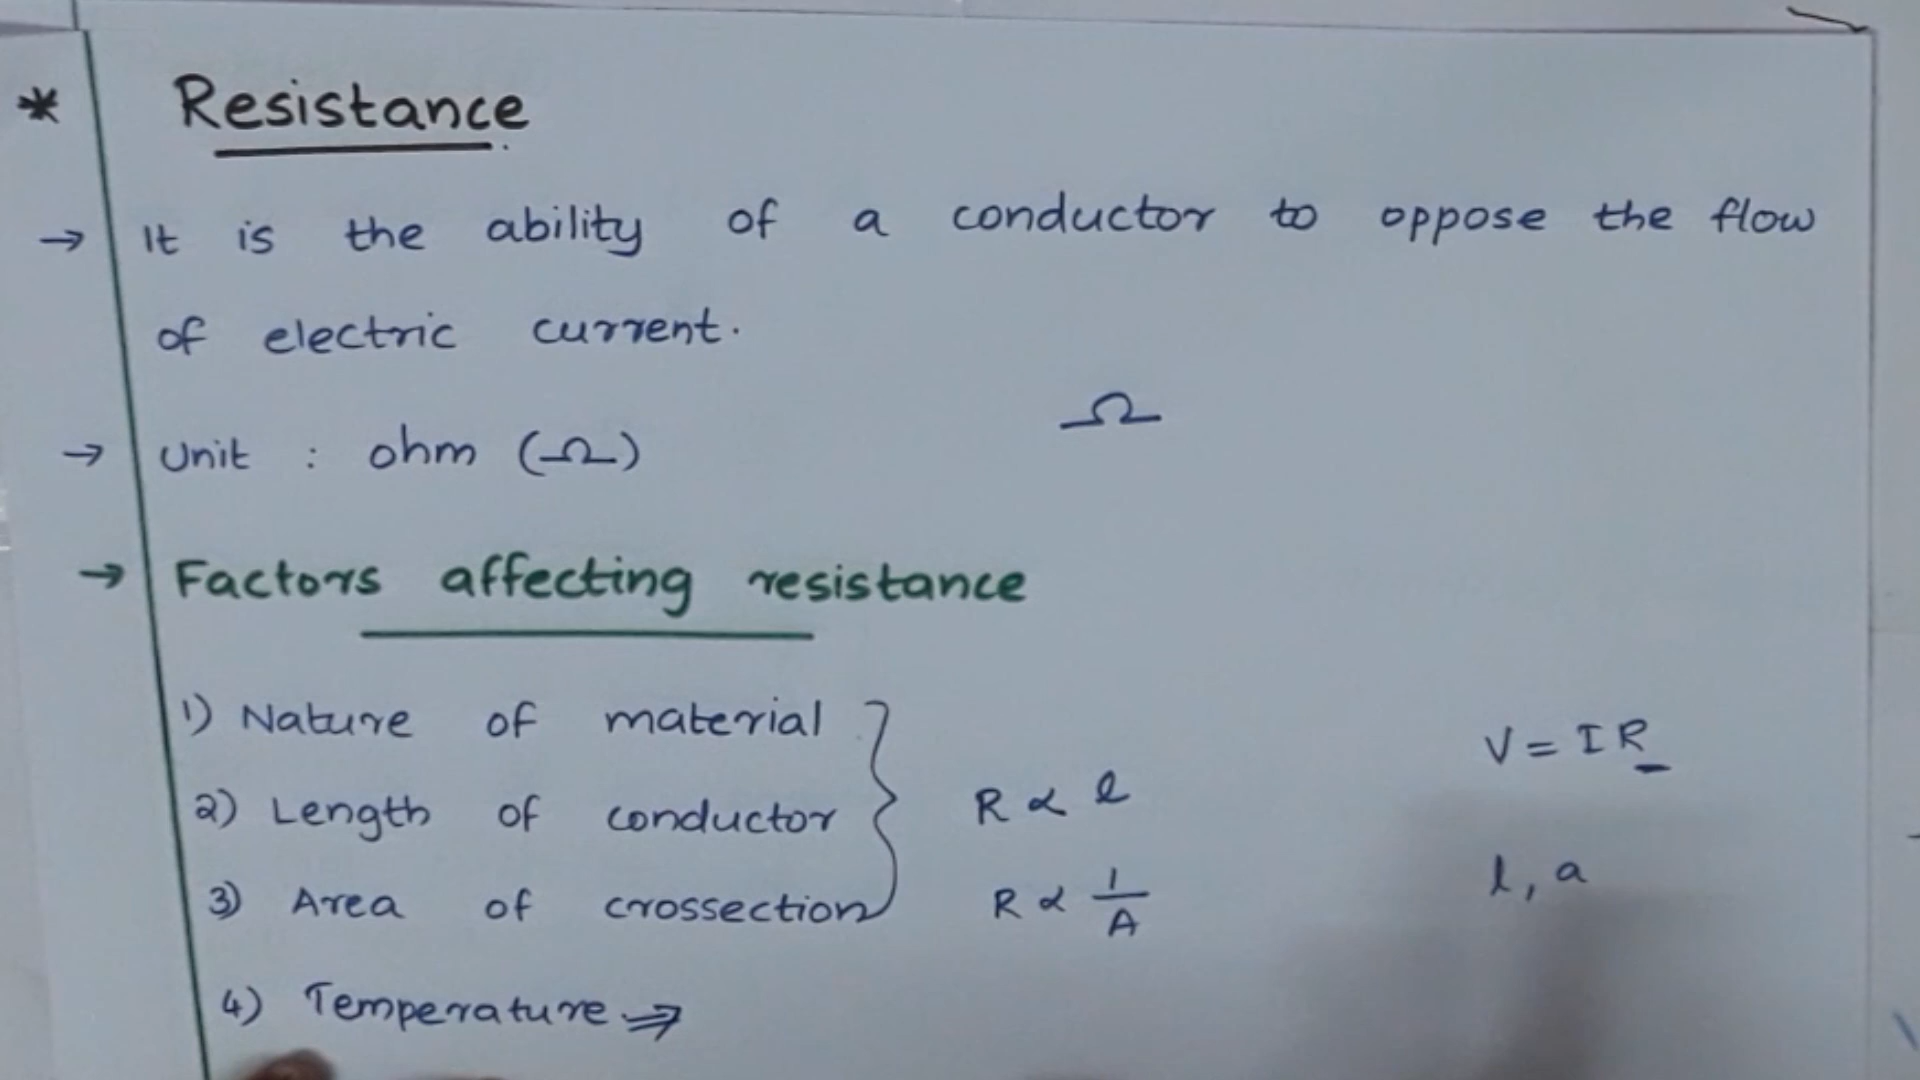 * Resistance
→ It is the ability of a conductor to oppose the flow
of electric current.
Ω
→ Unit : ohm (Ω)
→ Factors affecting resistance
1) Nature of material
V = IR
2) Length of conductor R ∝ l
l, a
3) Area of crossection R ∝ 1/A
4) Temperature ⇒